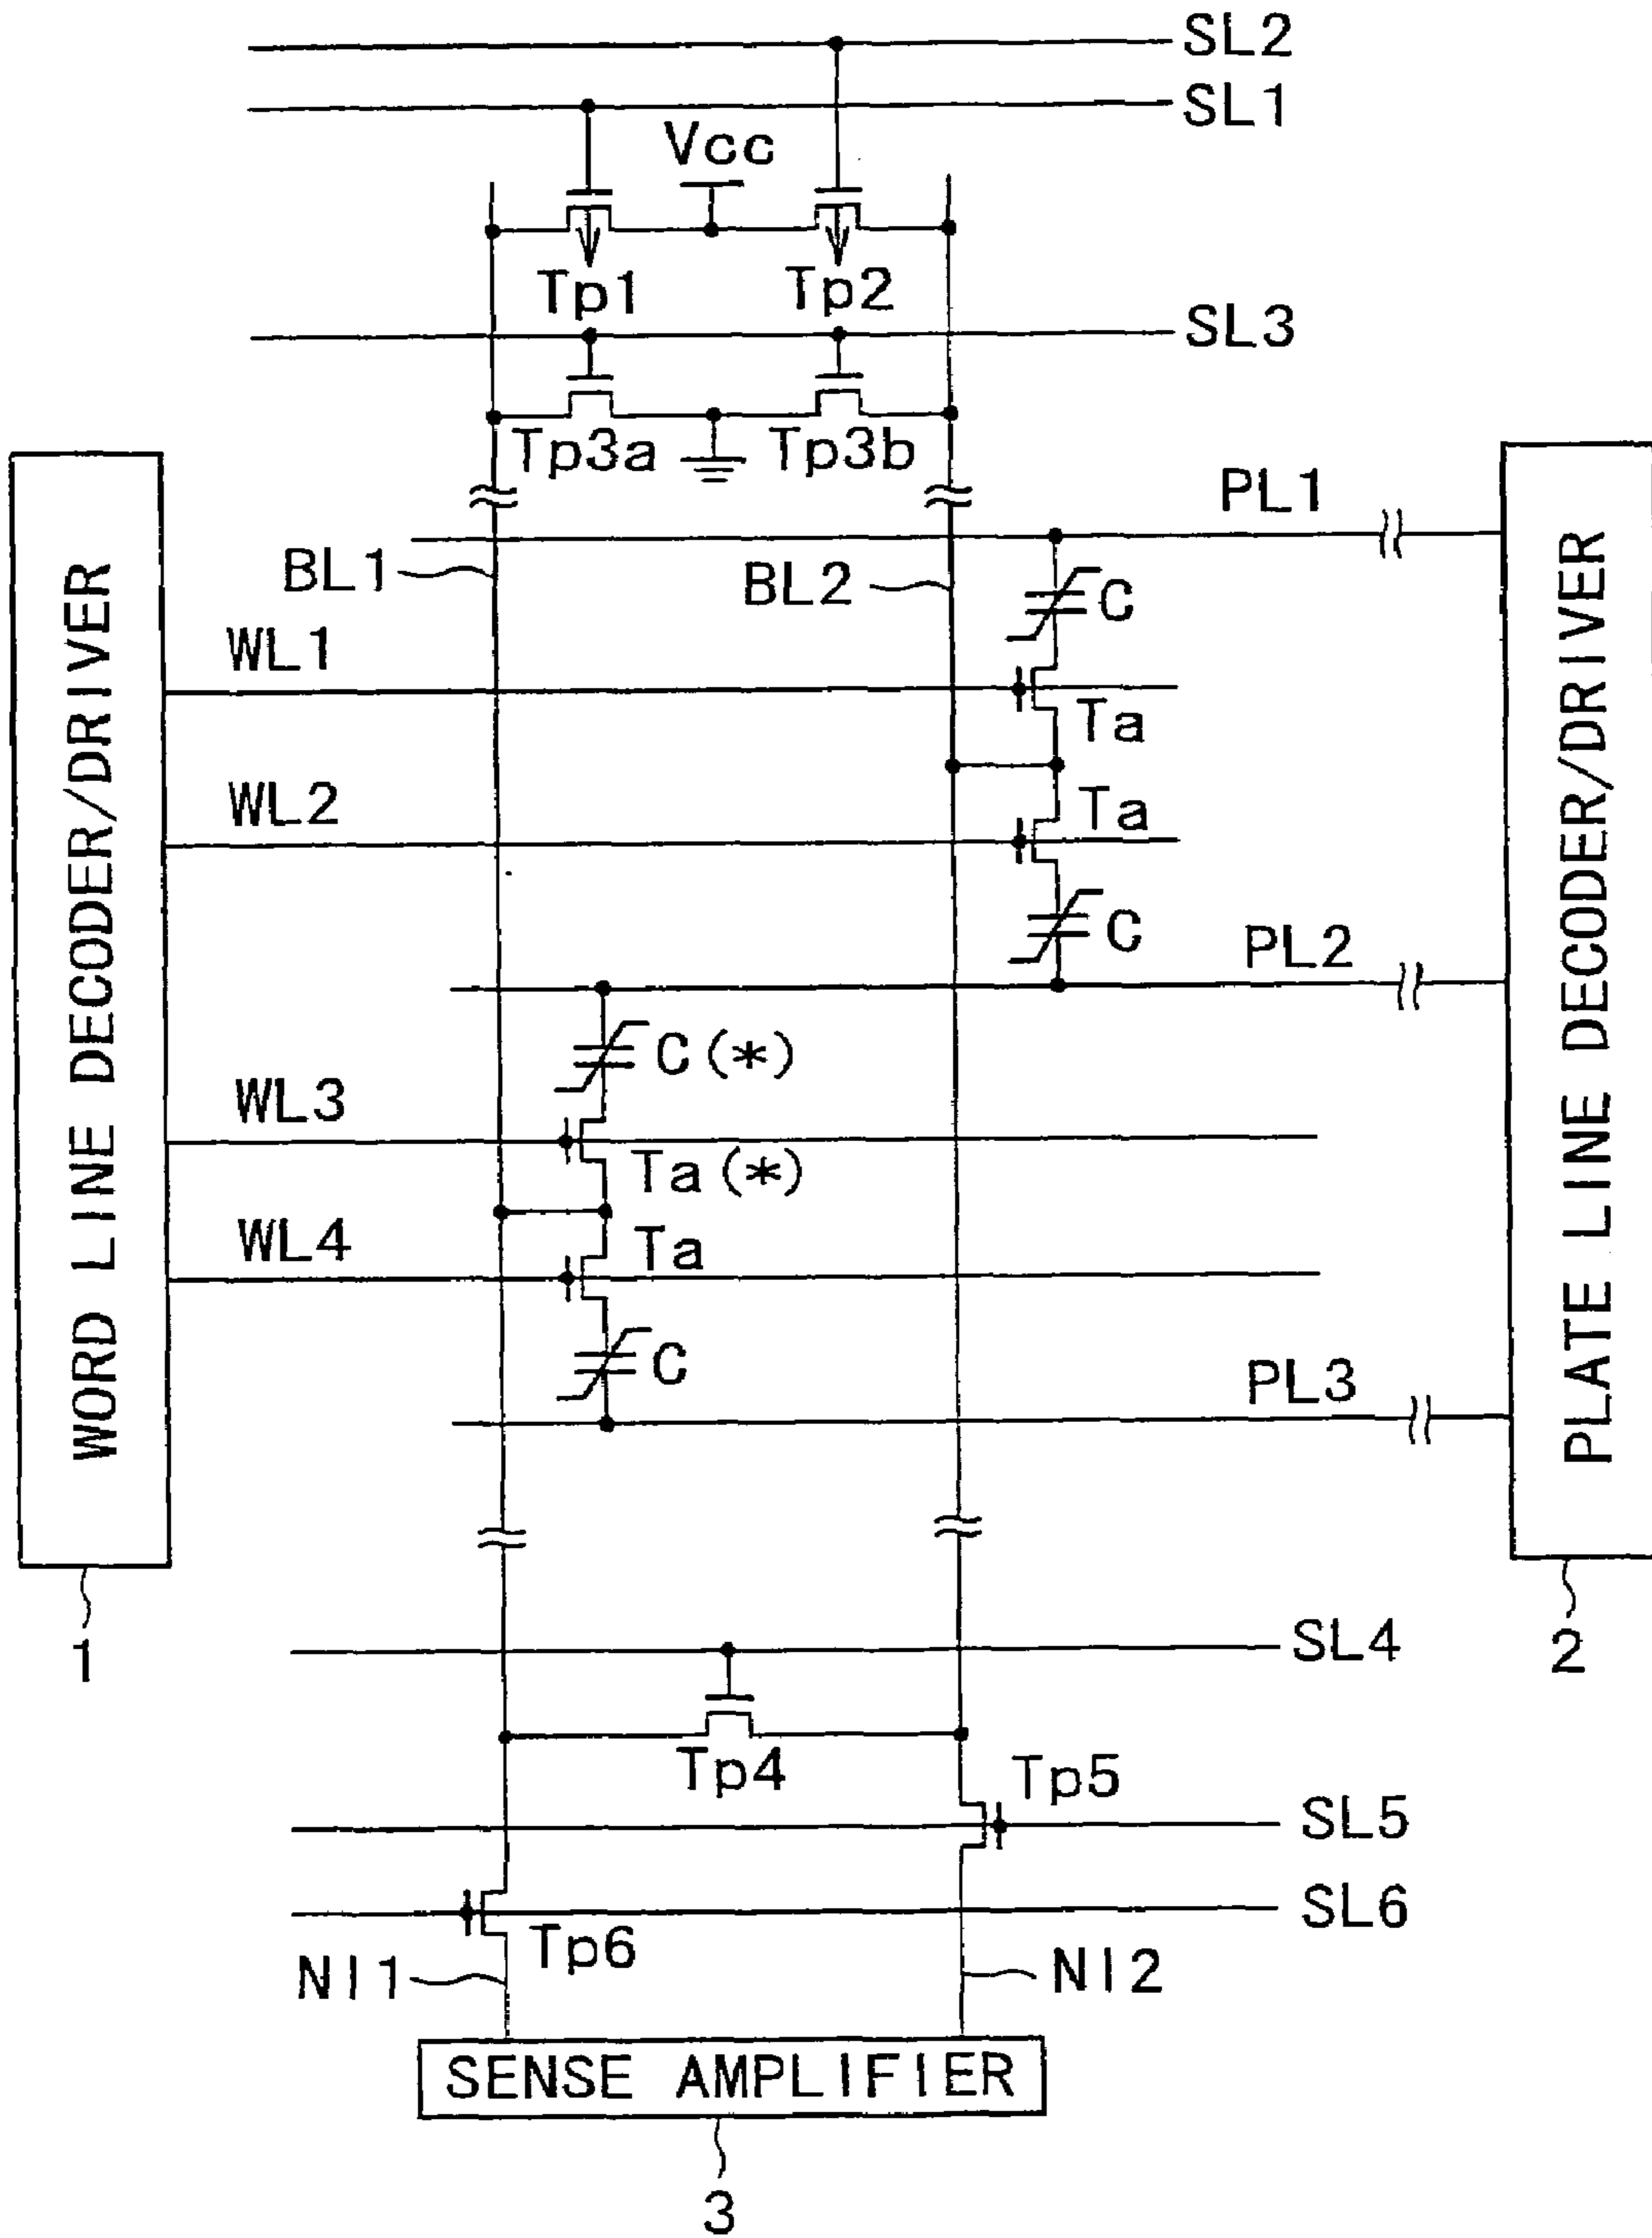 SL2
SL1
Vcc
Tp1
Tp2
SL3
Tp3a
Tp3b
PL1
BL1
BL2
C
WL1
Ta
WL2
Ta
C
PL2
C(*)
WL3
Ta(*)
WL4
Ta
C
PL3
WORD LINE DECODER/DRIVER
PLATE LINE DECODER/DRIVER
1
2
SL4
Tp4
Tp5
SL5
SL6
Tp6
NI1
NI2
SENSE AMPLIFIER
3